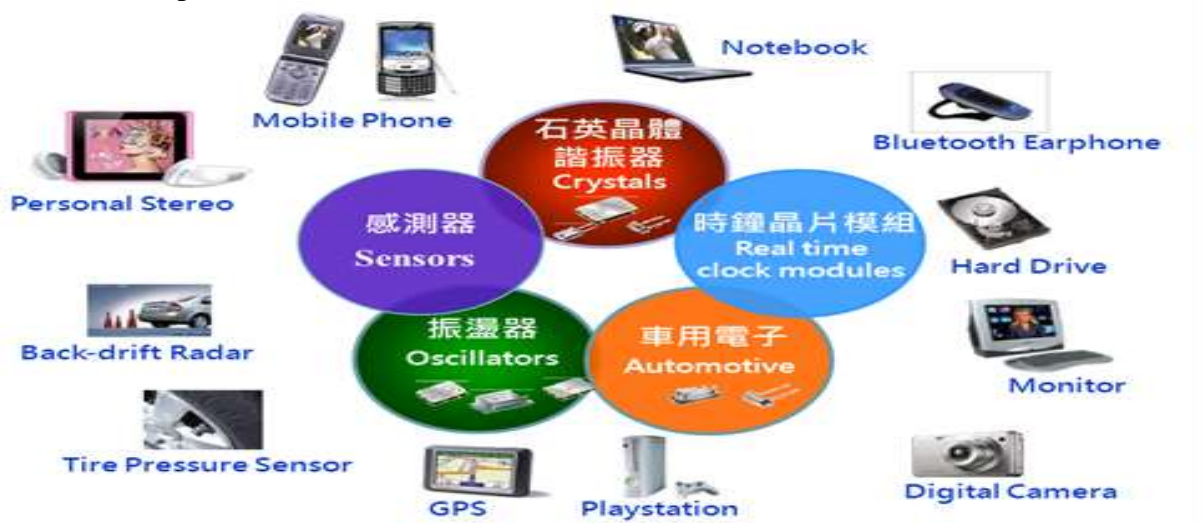 Notebook
Mobile Phone
Bluetooth Earphone
Personal Stereo
石英晶體
諧振器
Crystals
感測器
Sensors
時鐘晶片模組
Real time
clock modules
Hard Drive
振盪器
Oscillators
車用電子
Automotive
Back-drift Radar
Monitor
Tire Pressure Sensor
GPS
Playstation
Digital Camera